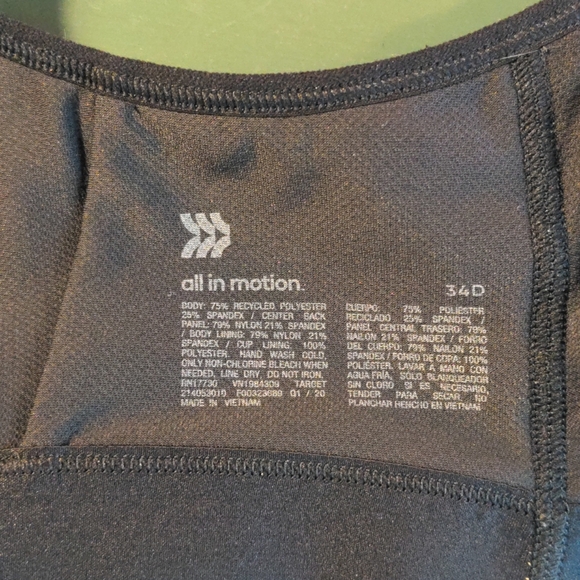 all in motion.
34D
BODY: 75% RECYCLED POLYESTER
25% SPANDEX / CENTER BACK
PANEL: 79% NYLON 21% SPANDEX
/ BODY LINING: 79% NYLON 21%
SPANDEX / CUP LINING: 100%
POLYESTER. HAND WASH COLD,
ONLY NON-CHLORINE BLEACH WHEN
NEEDED, LINE DRY, DO NOT IRON.
RN17730 VN1984309 TARGET
214053019 F00323689 01 / 20
MADE IN VIETNAM
CUERPO: 75% POLIÉSTER
RECICLADO 25% SPANDEX /
PANEL CENTRAL TRASERO: 79%
NAILON 21% SPANDEX / FORRO
DEL CUERPO: 79% NAILON 21%
SPANDEX / FORRO DE COPA: 100%
POLIÉSTER. LAVAR A MANO CON
AGUA FRÍA, SOLO BLANQUEADOR
SIN CLORO SI ES NECESARIO,
TENDER PARA SECAR, NO
PLANCHAR HECHO EN VIETNAM